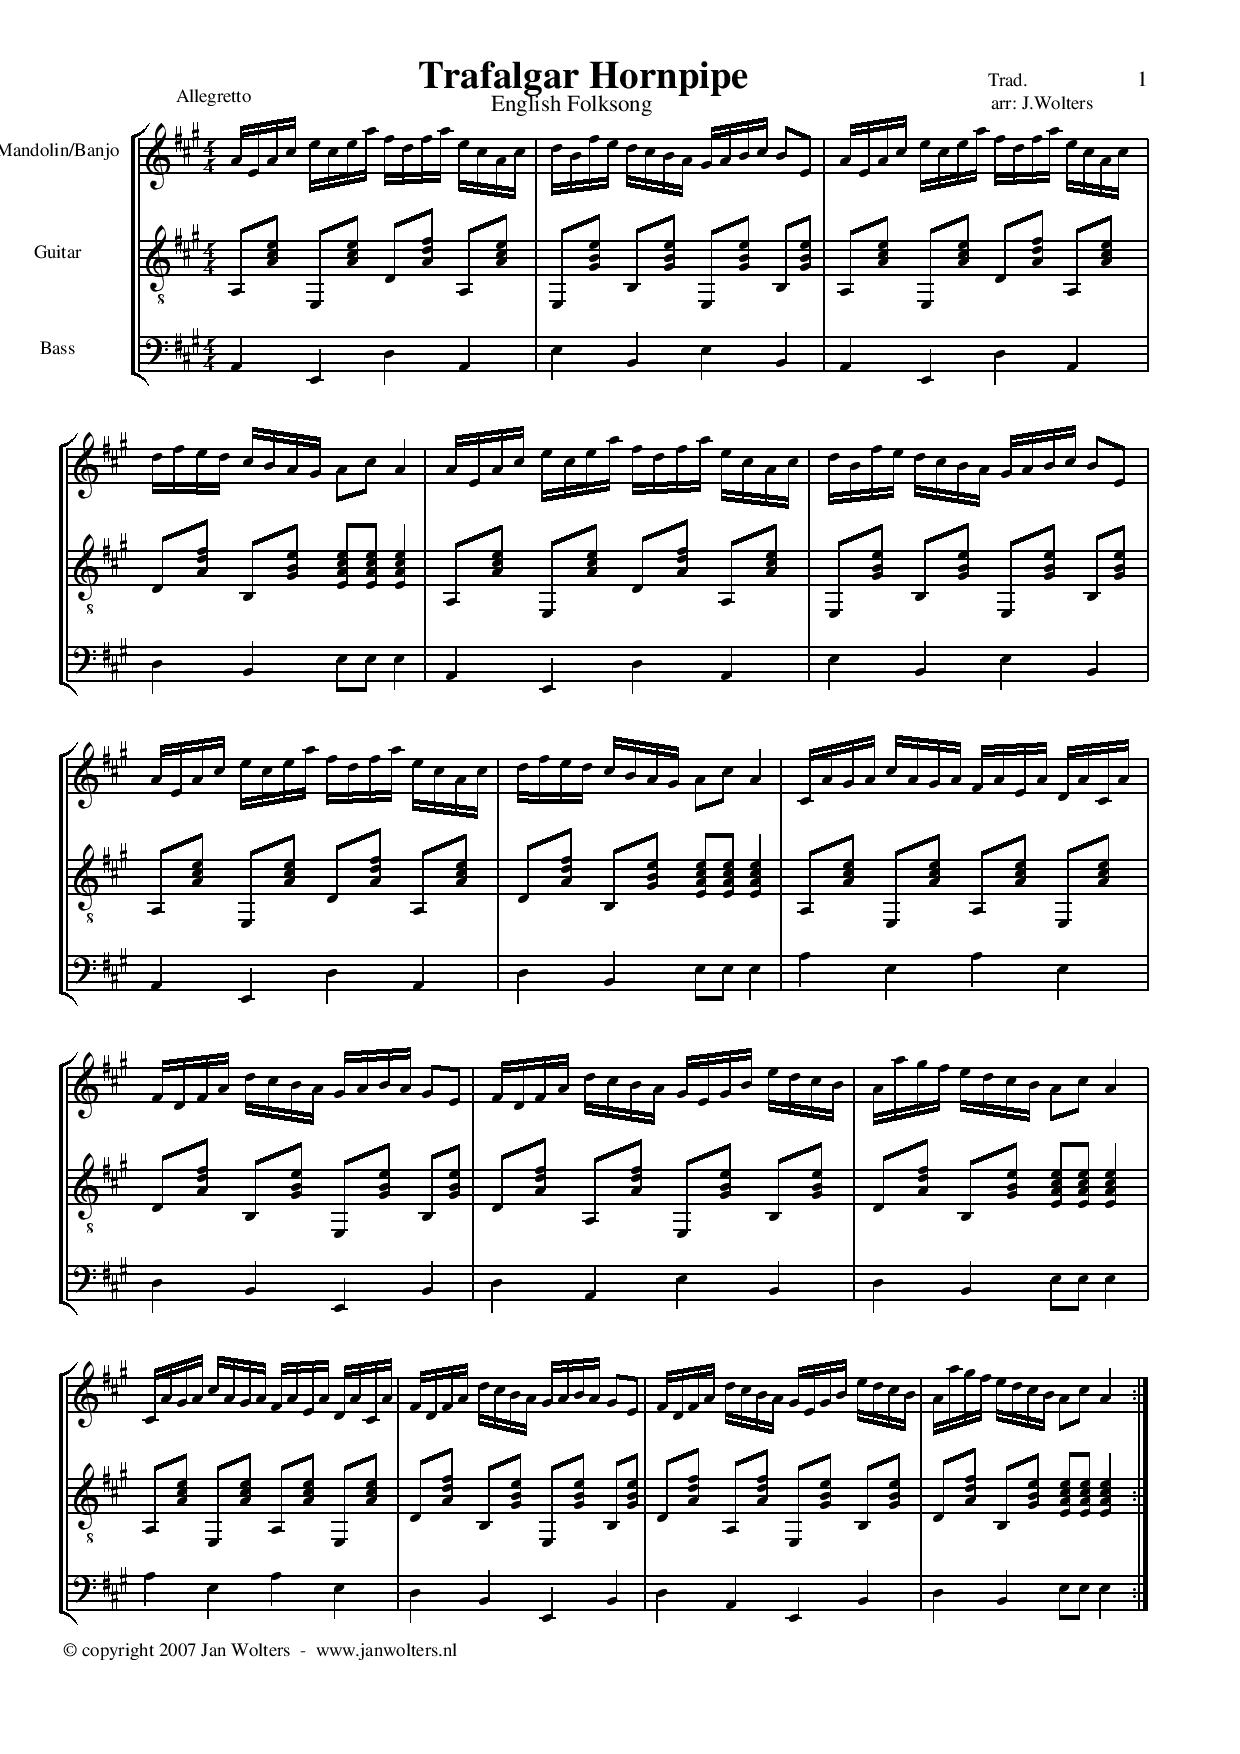 Trafalgar Hornpipe
English Folksong
Trad.
arr: J.Wolters
1
Allegretto
Mandolin/Banjo
Guitar
Bass
© copyright 2007 Jan Wolters - www.janwolters.nl